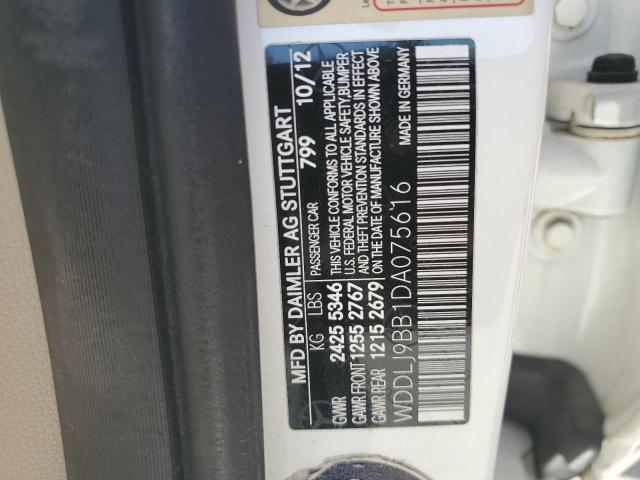 MFD BY DAIMLER AG STUTTGART
799 10/12
KG LBS PASSENGER CAR
GVWR 2425 5346 THIS VEHICLE CONFORMS TO ALL APPLICABLE
U.S. FEDERAL MOTOR VEHICLE SAFETY, BUMPER
GAWR FRONT 1255 2767 AND THEFT PREVENTION STANDARDS IN EFFECT
GAWR REAR 1215 2679 ON THE DATE OF MANUFACTURE SHOWN ABOVE
WDDLJ9BB1DA075616 MADE IN GERMANY